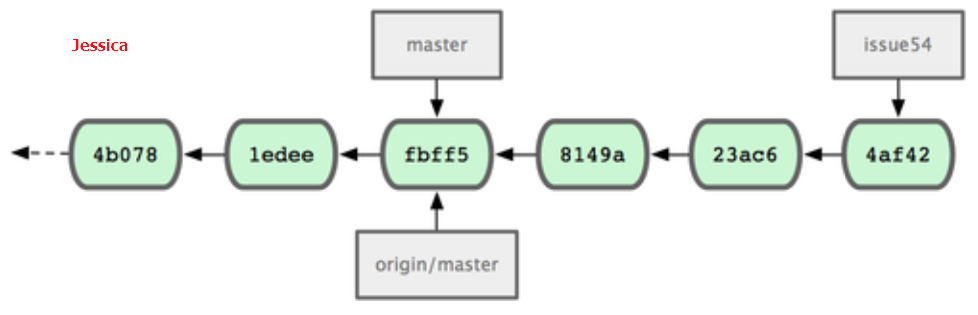 Jessica
master
issue54
4b078
1edee
fbff5
8149a
23ac6
4af42
origin/master